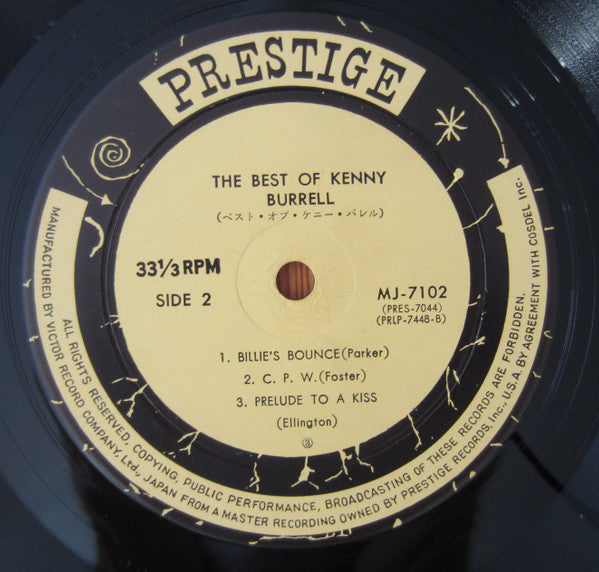 PRESTIGE
THE BEST OF KENNY
BURRELL
(ベスト・オブ・ケニー・バレル)
33⅓ RPM
SIDE 2
MJ-7102
(PRES-7044)
(PRLP-7448-B)
1. BILLIE'S BOUNCE (Parker)
2. C. P. W. (Foster)
3. PRELUDE TO A KISS
(Ellington)
③
ALL RIGHTS RESERVED, COPYING, PUBLIC PERFORMANCE, BROADCASTING OF THESE RECORDS ARE FORBIDDEN.
MANUFACTURED BY VICTOR RECORD COMPANY, Ltd., JAPAN FROM A MASTER RECORDING OWNED BY PRESTIGE RECORDS, Inc., U.S.A. BY AGREEMENT WITH COSDEL Inc.